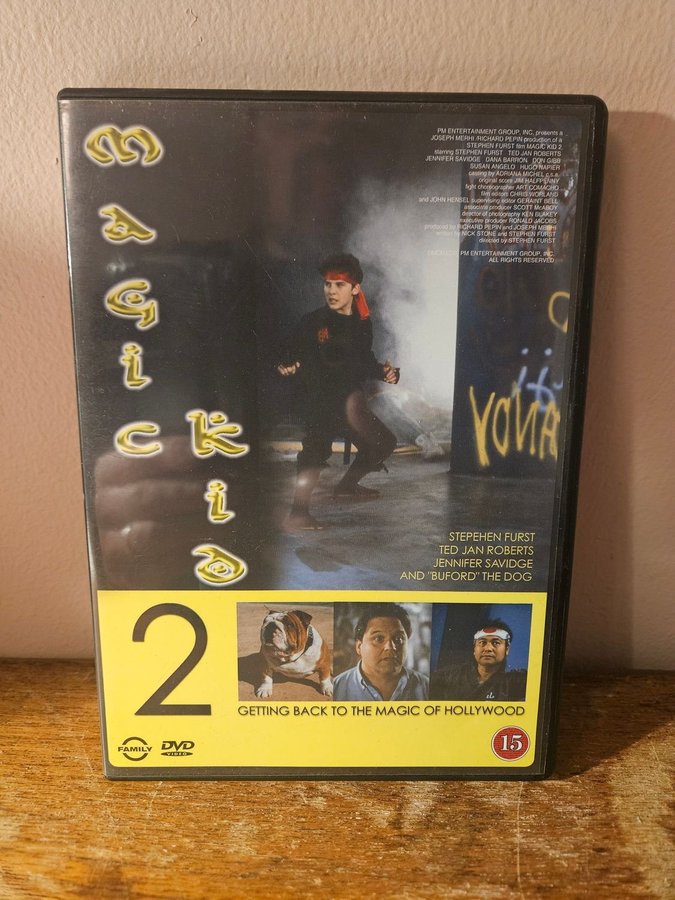 MAGIC
KID
2
PM ENTERTAINMENT GROUP, INC. presents a
JOSEPH MERHI / RICHARD PEPIN production of a
STEPHEN FURST film MAGIC KID 2
starring STEPHEN FURST TED JAN ROBERTS
JENNIFER SAVIDGE DANA BARRON DON GIBB
SUSAN ANGELO HUGO NAPIER
casting by ADRIANA MICHEL c.s.a.
original score JIM HALFPENNY
fight choreographer ART COMACHO
film editors CHRIS WORLAND
and JOHN HENSEL supervising editor GERAINT BELL
associate producer SCOTT McABOY
director of photography KEN BLAKEY
executive producer RONALD JACOBS
produced by RICHARD PEPIN and JOSEPH MERHI
written by NICK STONE and STEPHEN FURST
directed by STEPHEN FURST
PM ENTERTAINMENT GROUP, INC.
ALL RIGHTS RESERVED
STEPEHEN FURST
TED JAN ROBERTS
JENNIFER SAVIDGE
AND "BUFORD" THE DOG
GETTING BACK TO THE MAGIC OF HOLLYWOOD
FAMILY
DVD
VIDEO
15